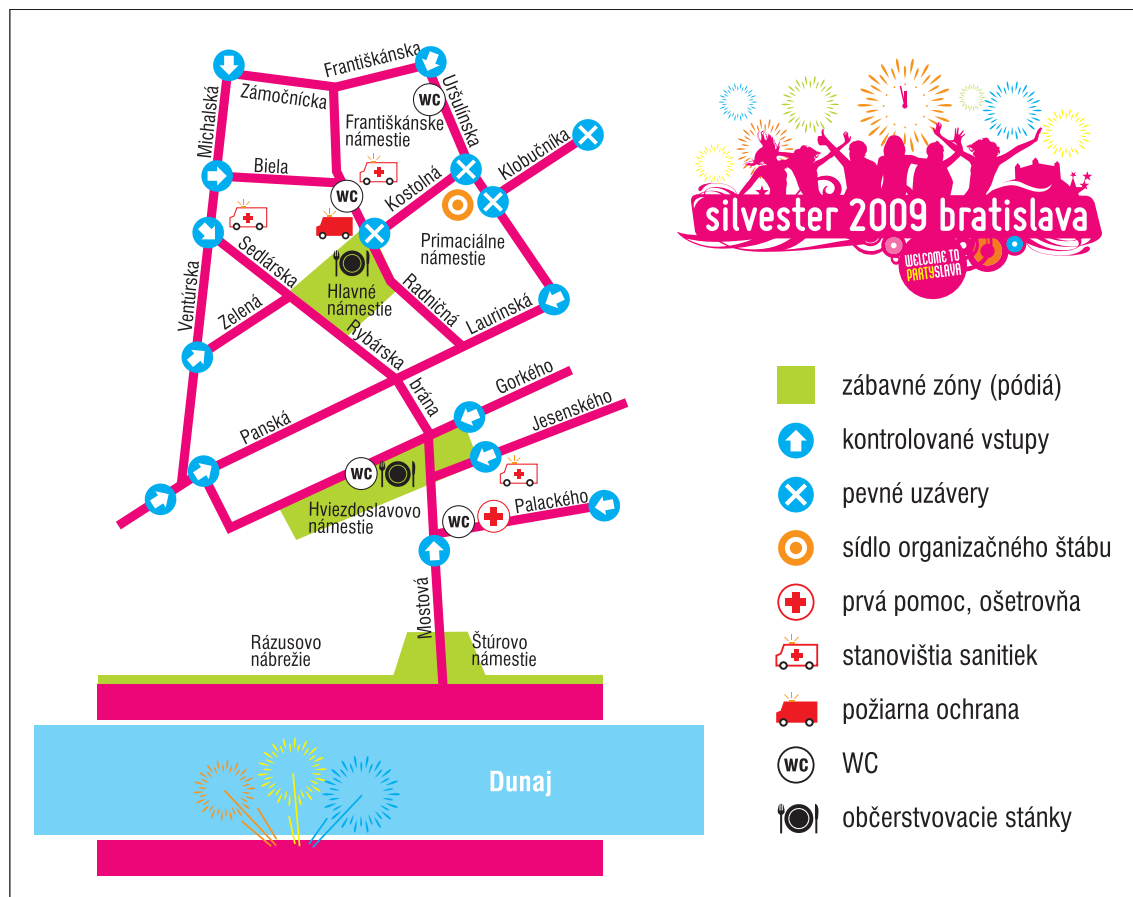 Františkánska
Zámočnícka
WC
Uršulínska
Michalská
Františkánske
námestie
Klobučníka
Biela
WC
Kostolná
Sedlárska
Primaciálne
námestie
Ventúrska
Zelená
Hlavné
námestie
Radničná
Laurinská
Rybárska
brána
Gorkého
Panská
Jesenského
WC
Hviezdoslavovo
námestie
WC
Palackého
Mostová
Rázusovo
nábrežie
Štúrovo
námestie
Dunaj
silvester 2009 bratislava
WELCOME TO
PARTYSLAVA
zábavné zóny (pódiá)
kontrolované vstupy
pevné uzávery
sídlo organizačného štábu
prvá pomoc, ošetrovňa
stanovištia sanitiek
požiarna ochrana
WC
WC
občerstvovacie stánky